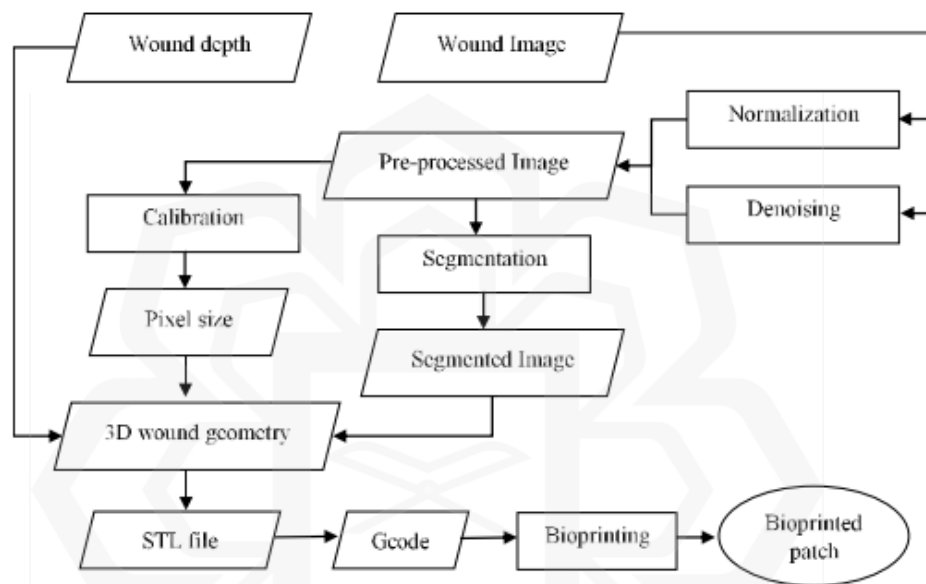 Wound depth
Wound Image
Normalization
Pre-processed Image
Denoising
Calibration
Segmentation
Pixel size
Segmented Image
3D wound geometry
STL file
Gcode
Bioprinting
Bioprinted
patch